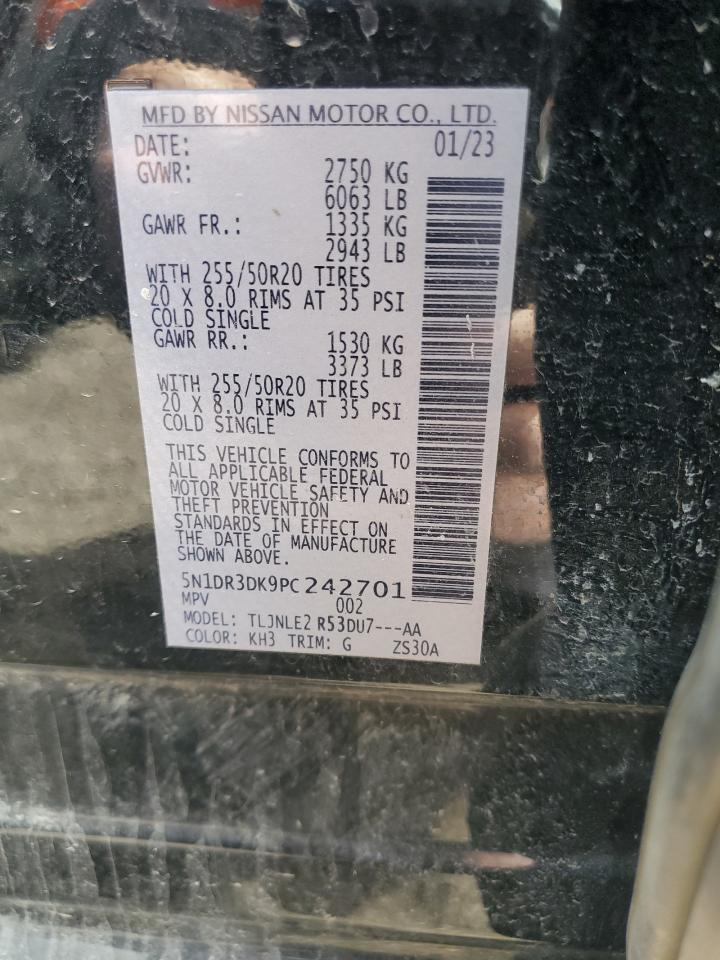 MFD BY NISSAN MOTOR CO., LTD.
DATE: 01/23
GVWR: 2750 KG
6063 LB
GAWR FR.: 1335 KG
2943 LB
WITH 255/50R20 TIRES
20 X 8.0 RIMS AT 35 PSI
COLD SINGLE
GAWR RR.: 1530 KG
3373 LB
WITH 255/50R20 TIRES
20 X 8.0 RIMS AT 35 PSI
COLD SINGLE
THIS VEHICLE CONFORMS TO
ALL APPLICABLE FEDERAL
MOTOR VEHICLE SAFETY AND
THEFT PREVENTION
STANDARDS IN EFFECT ON
THE DATE OF MANUFACTURE
SHOWN ABOVE.
5N1DR3DK9PC242701
MPV 002
MODEL: TLJNLE2 R53DU7---AA
COLOR: KH3 TRIM: G ZS30A